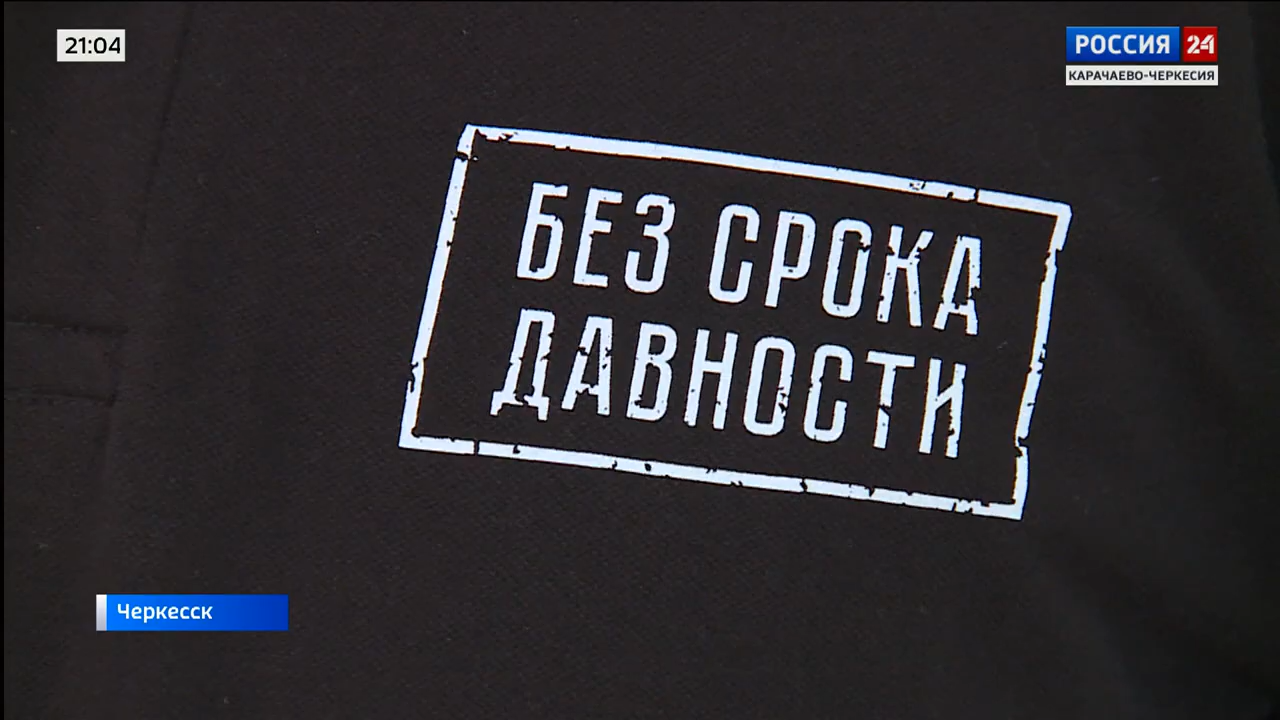 21:04
РОССИЯ 24
КАРАЧАЕВО-ЧЕРКЕСИЯ
БЕЗ СРОКА
ДАВНОСТИ
Черкесск